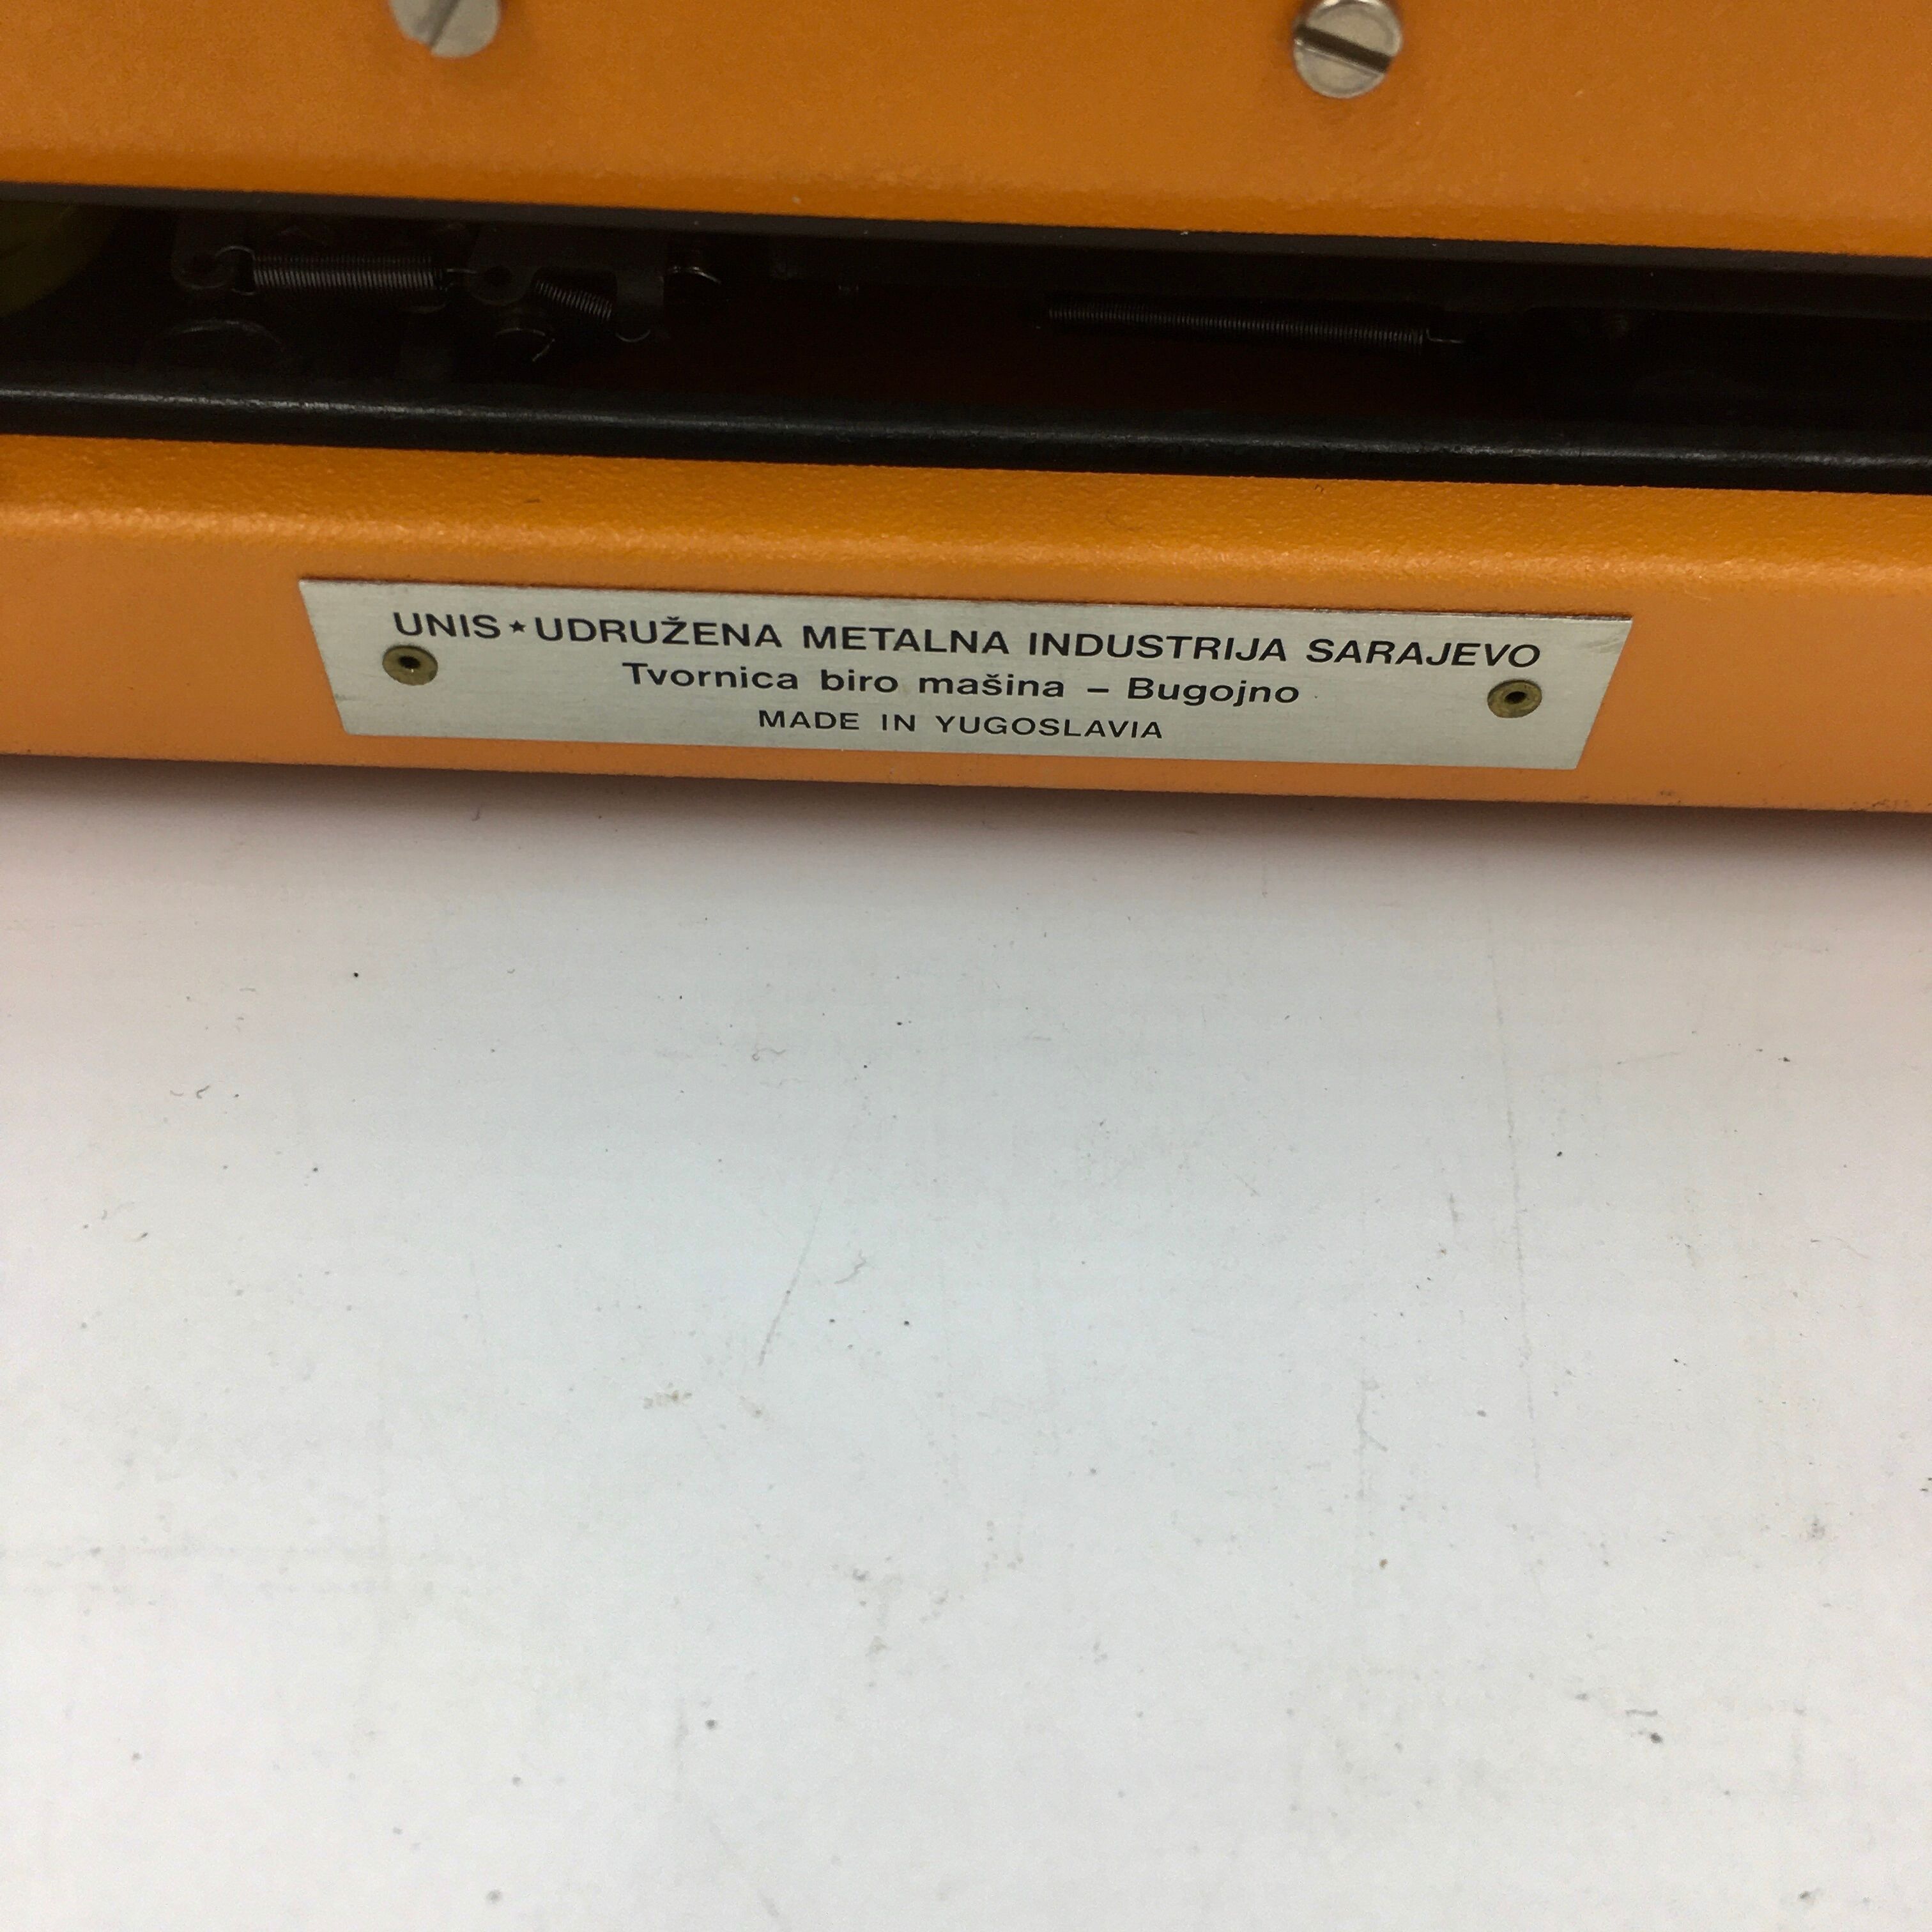 UNIS★UDRUŽENA METALNA INDUSTRIJA SARAJEVO
Tvornica biro mašina – Bugojno
MADE IN YUGOSLAVIA